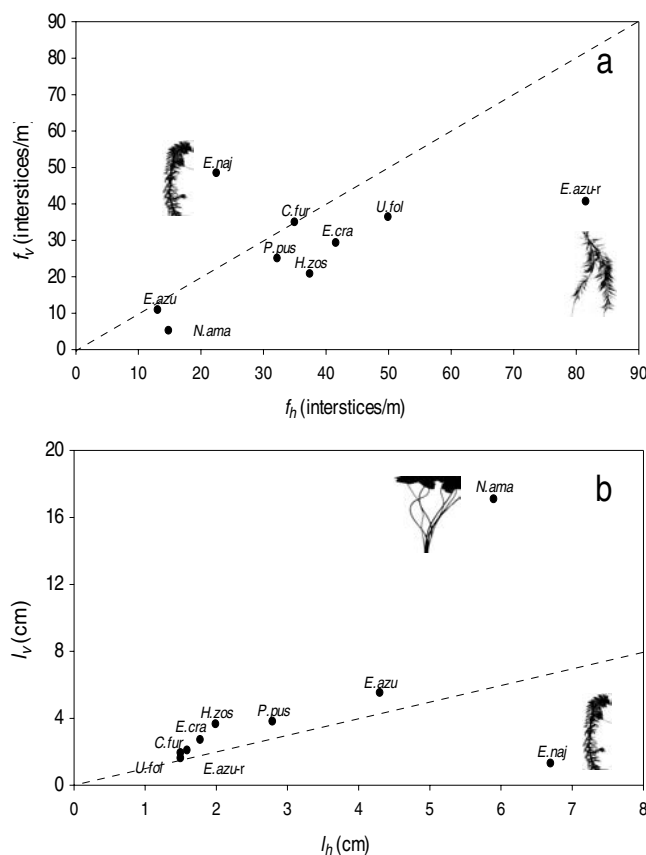 a
90
80
70
60
50
40
30
20
10
0
f_v (interstices/m)
E.naj
C.fur
U.fol
E.azu-r
E.cra
P.pus
H.zos
E.azu
N.ama
0 10 20 30 40 50 60 70 80 90
f_h (interstices/m)
b
20
16
12
8
4
0
l_v (cm)
N.ama
E.azu
H.zos
P.pus
E.cra
C.fur
U.fol
E.azu-r
E.naj
0 1 2 3 4 5 6 7 8
l_h (cm)